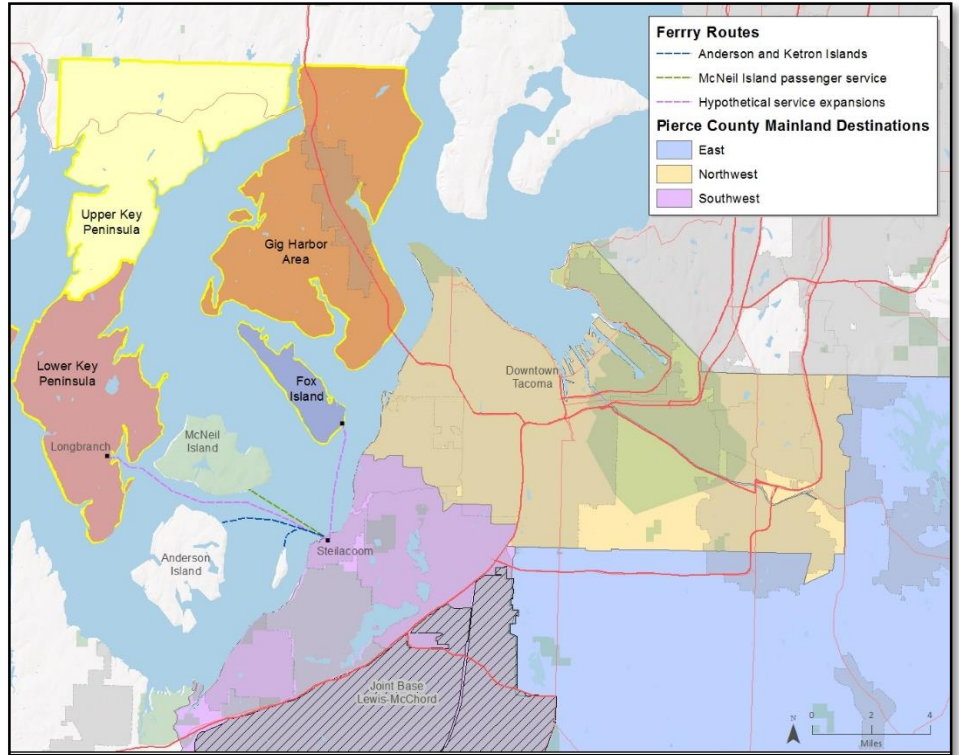 Ferrry Routes
Anderson and Ketron Islands
McNeil Island passenger service
Hypothetical service expansions
Pierce County Mainland Destinations
East
Northwest
Southwest
Upper Key
Peninsula
Gig Harbor
Area
Lower Key
Peninsula
Fox
Island
Downtown
Tacoma
Longbranch
McNeil
Island
Steilacoom
Anderson
Island
Joint Base
Lewis-McChord
N
0 2 4
Miles